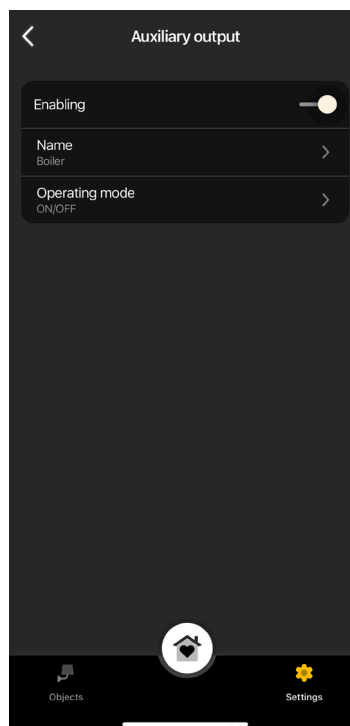 Auxiliary output
Enabling
Name
Boiler
Operating mode
ON/OFF
Objects
Settings